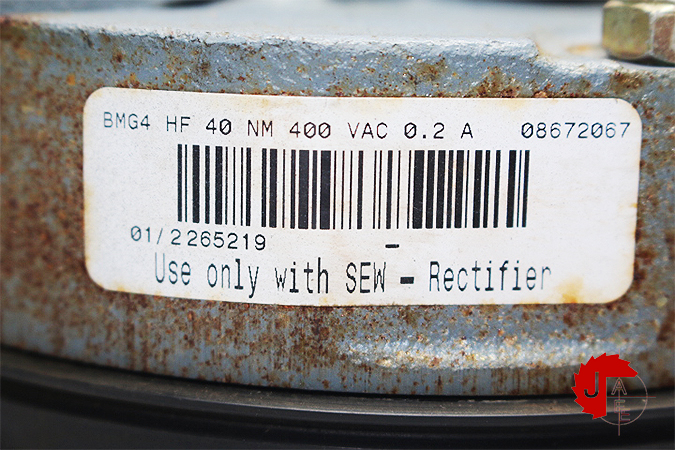 BMG4 HF 40 NM 400 VAC 0.2 A 08672067
01/2265219 -
Use only with SEW - Rectifier
J